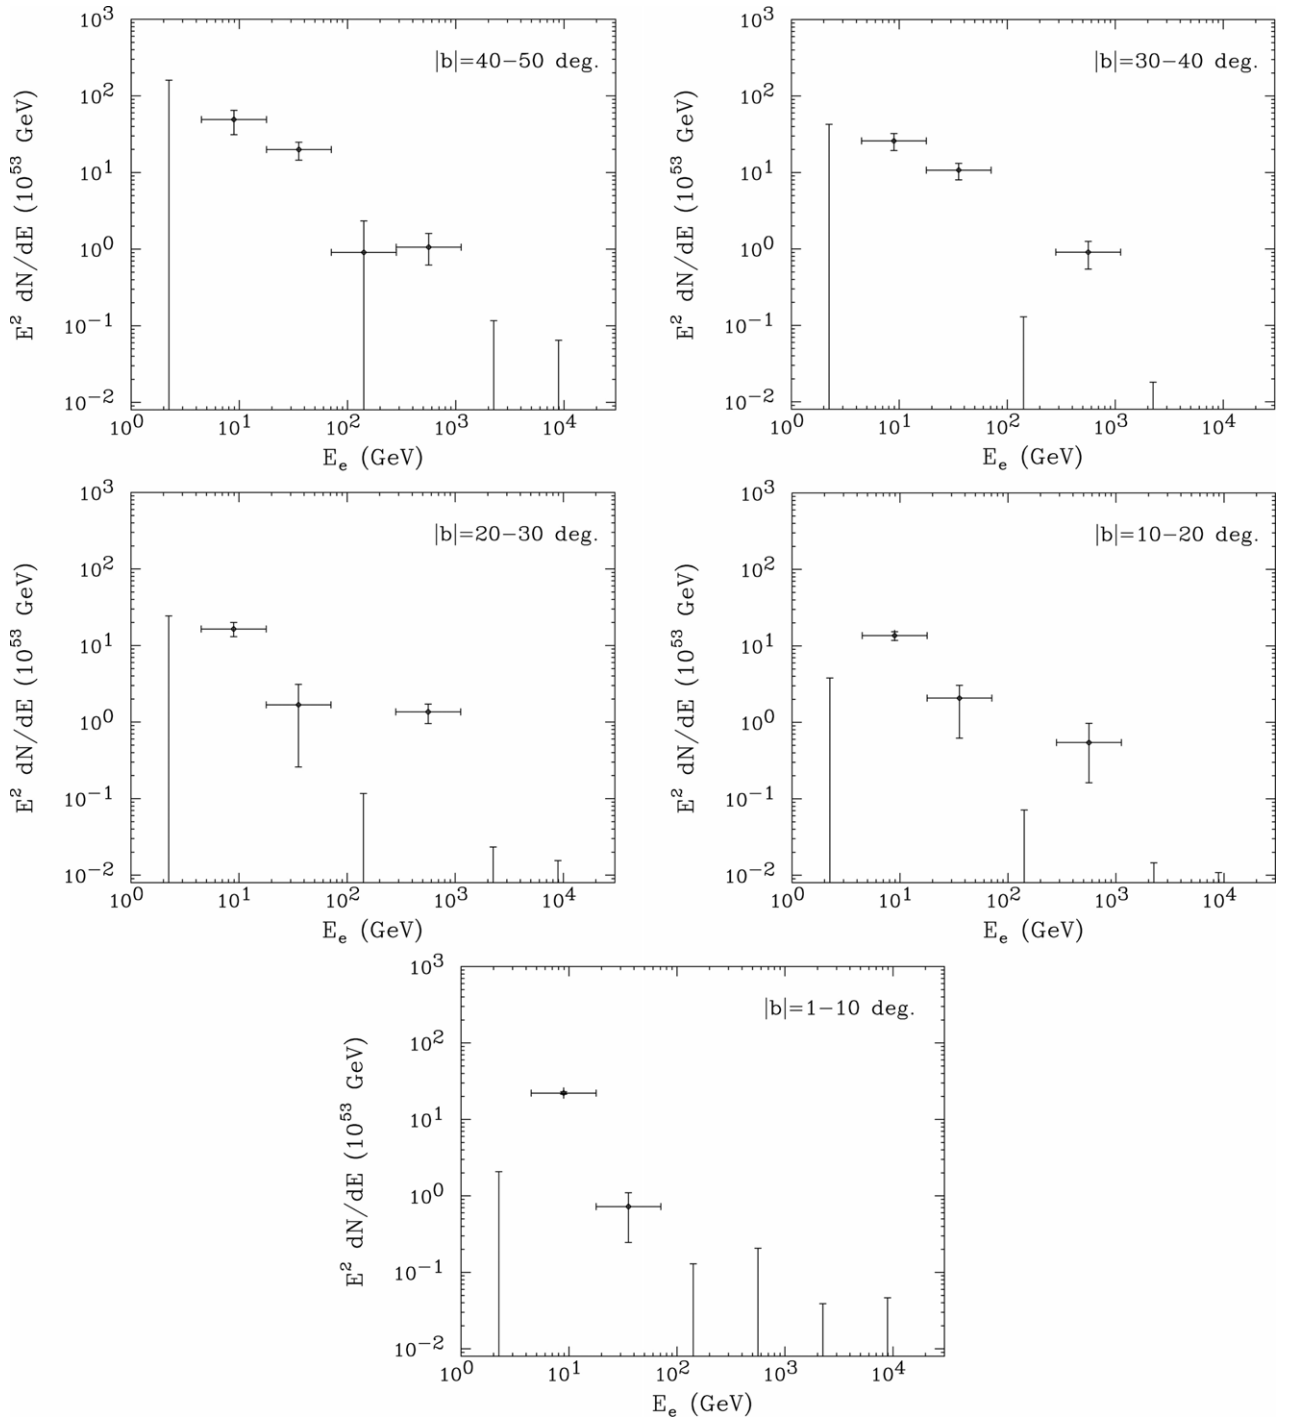 10³
|b|=40−50 deg.
10²
10¹
10⁰
10⁻¹
10⁻²
E² dN/dE (10⁵³ GeV)
10⁰ 10¹ 10² 10³ 10⁴
Eₑ (GeV)
10³
|b|=30−40 deg.
10²
10¹
10⁰
10⁻¹
10⁻²
E² dN/dE (10⁵³ GeV)
10⁰ 10¹ 10² 10³ 10⁴
Eₑ (GeV)
10³
|b|=20−30 deg.
10²
10¹
10⁰
10⁻¹
10⁻²
E² dN/dE (10⁵³ GeV)
10⁰ 10¹ 10² 10³ 10⁴
Eₑ (GeV)
10³
|b|=10−20 deg.
10²
10¹
10⁰
10⁻¹
10⁻²
E² dN/dE (10⁵³ GeV)
10⁰ 10¹ 10² 10³ 10⁴
Eₑ (GeV)
10³
|b|=1−10 deg.
10²
10¹
10⁰
10⁻¹
10⁻²
E² dN/dE (10⁵³ GeV)
10⁰ 10¹ 10² 10³ 10⁴
Eₑ (GeV)